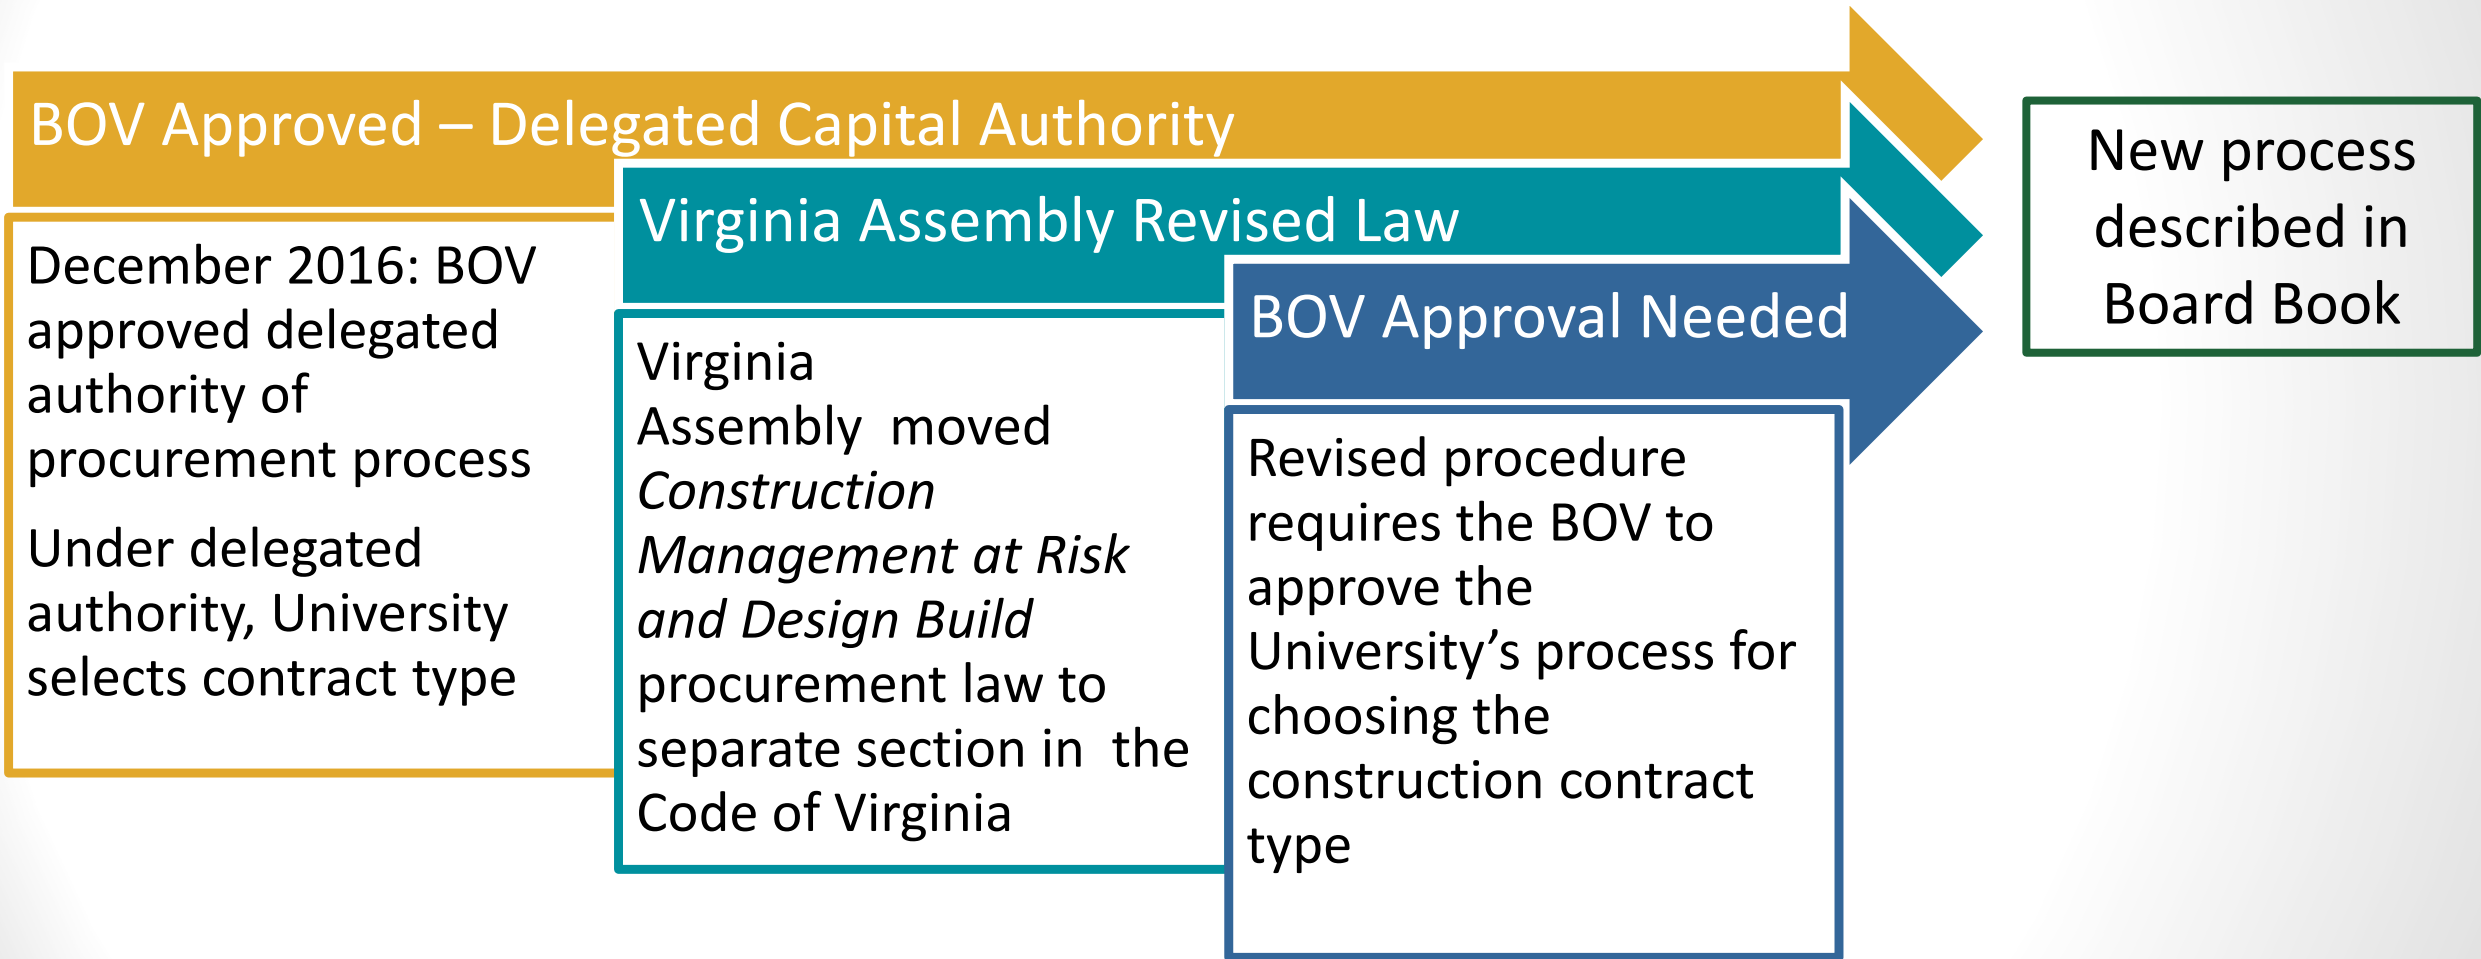 BOV Approved – Delegated Capital Authority
December 2016: BOV
approved delegated
authority of
procurement process
Under delegated
authority, University
selects contract type
Virginia Assembly Revised Law
Virginia
Assembly  moved
Construction
Management at Risk
and Design Build
procurement law to
separate section in  the
Code of Virginia
BOV Approval Needed
Revised procedure
requires the BOV to
approve the
University’s process for
choosing the
construction contract
type
New process
described in
Board Book